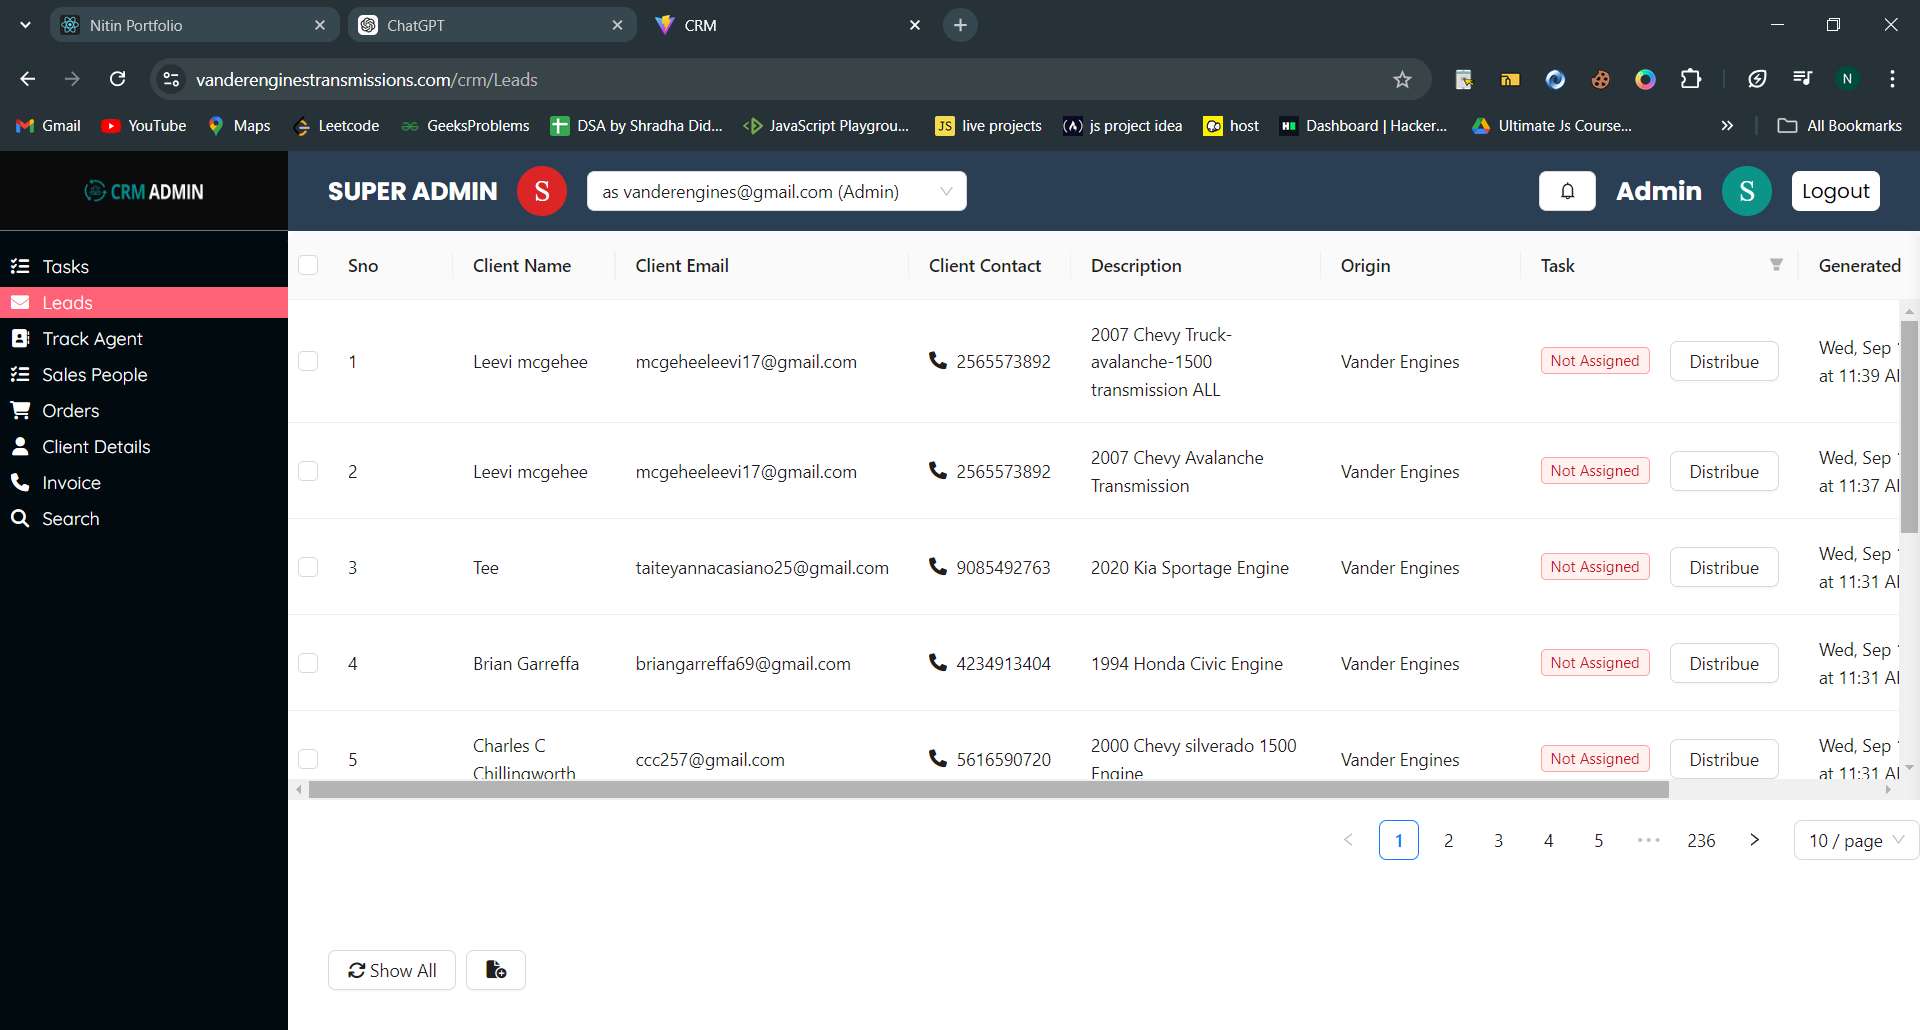 Nitin Portfolio
ChatGPT
CRM
vanderenginestransmissions.com/crm/Leads
N
Gmail
YouTube
Maps
Leetcode
GeeksProblems
DSA by Shradha Did...
JavaScript Playgrou...
JS
live projects
js project idea
host
Dashboard | Hacker...
Ultimate Js Course...
All Bookmarks
CRM ADMIN
SUPER ADMIN
S
as vanderengines@gmail.com (Admin)
Admin
S
Logout
Tasks
Leads
Track Agent
Sales People
Orders
Client Details
Invoice
Search
Sno
Client Name
Client Email
Client Contact
Description
Origin
Task
Generated
1
Leevi mcgehee
mcgeheeleevi17@gmail.com
2565573892
2007 Chevy Truck-
avalanche-1500
transmission ALL
Vander Engines
Not Assigned
Distribue
Wed, Sep
at 11:39 A
2
Leevi mcgehee
mcgeheeleevi17@gmail.com
2565573892
2007 Chevy Avalanche
Transmission
Vander Engines
Not Assigned
Distribue
Wed, Sep
at 11:37 A
3
Tee
taiteyannacasiano25@gmail.com
9085492763
2020 Kia Sportage Engine
Vander Engines
Not Assigned
Distribue
Wed, Sep
at 11:31 A
4
Brian Garreffa
briangarreffa69@gmail.com
4234913404
1994 Honda Civic Engine
Vander Engines
Not Assigned
Distribue
Wed, Sep
at 11:31 A
5
Charles C
Chillingworth
ccc257@gmail.com
5616590720
2000 Chevy silverado 1500
Engine
Vander Engines
Not Assigned
Distribue
Wed, Sep
at 11:31 A
1
2
3
4
5
•••
236
10 / page
Show All